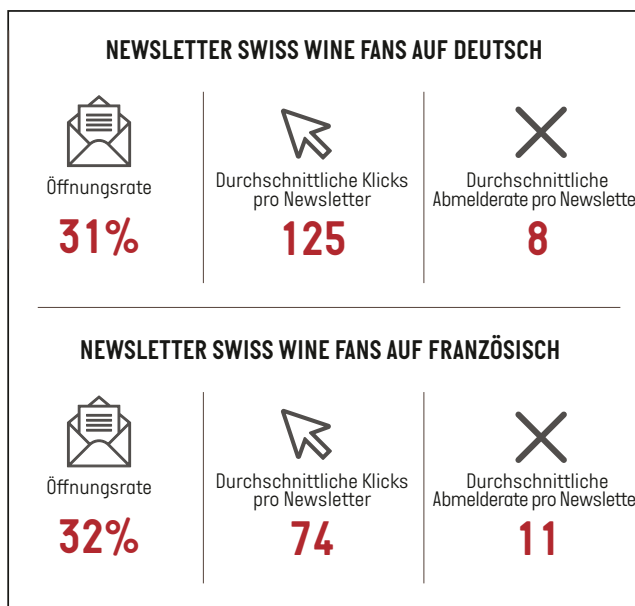 NEWSLETTER SWISS WINE FANS AUF DEUTSCH
Öffnungsrate
31%
Durchschnittliche Klicks
pro Newsletter
125
Durchschnittliche
Abmelderate pro Newslette
8
NEWSLETTER SWISS WINE FANS AUF FRANZÖSISCH
Öffnungsrate
32%
Durchschnittliche Klicks
pro Newsletter
74
Durchschnittliche
Abmelderate pro Newslette
11